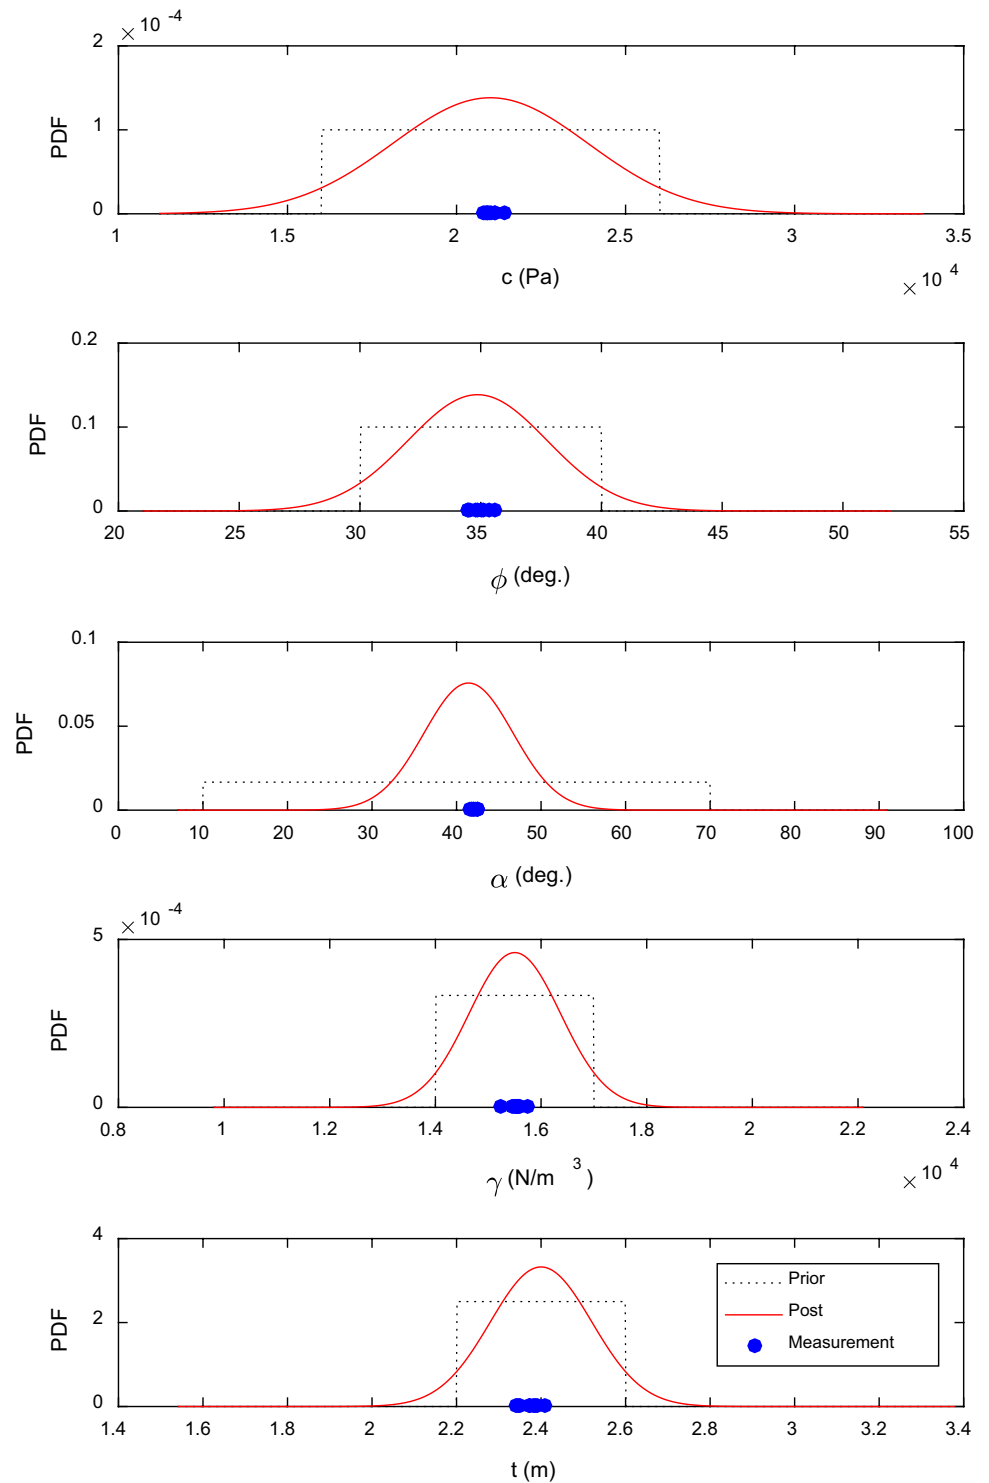 × 10 -4
2
1
0
PDF
1 1.5 2 2.5 3 3.5
c (Pa)
× 10 4
0.2
0.1
0
PDF
20 25 30 35 40 45 50 55
ϕ (deg.)
0.1
0.05
0
PDF
0 10 20 30 40 50 60 70 80 90 100
α (deg.)
× 10 -4
5
0
PDF
0.8 1 1.2 1.4 1.6 1.8 2 2.2 2.4
γ (N/m 3 )
× 10 4
4
2
0
PDF
Prior
Post
Measurement
1.4 1.6 1.8 2 2.2 2.4 2.6 2.8 3 3.2 3.4
t (m)